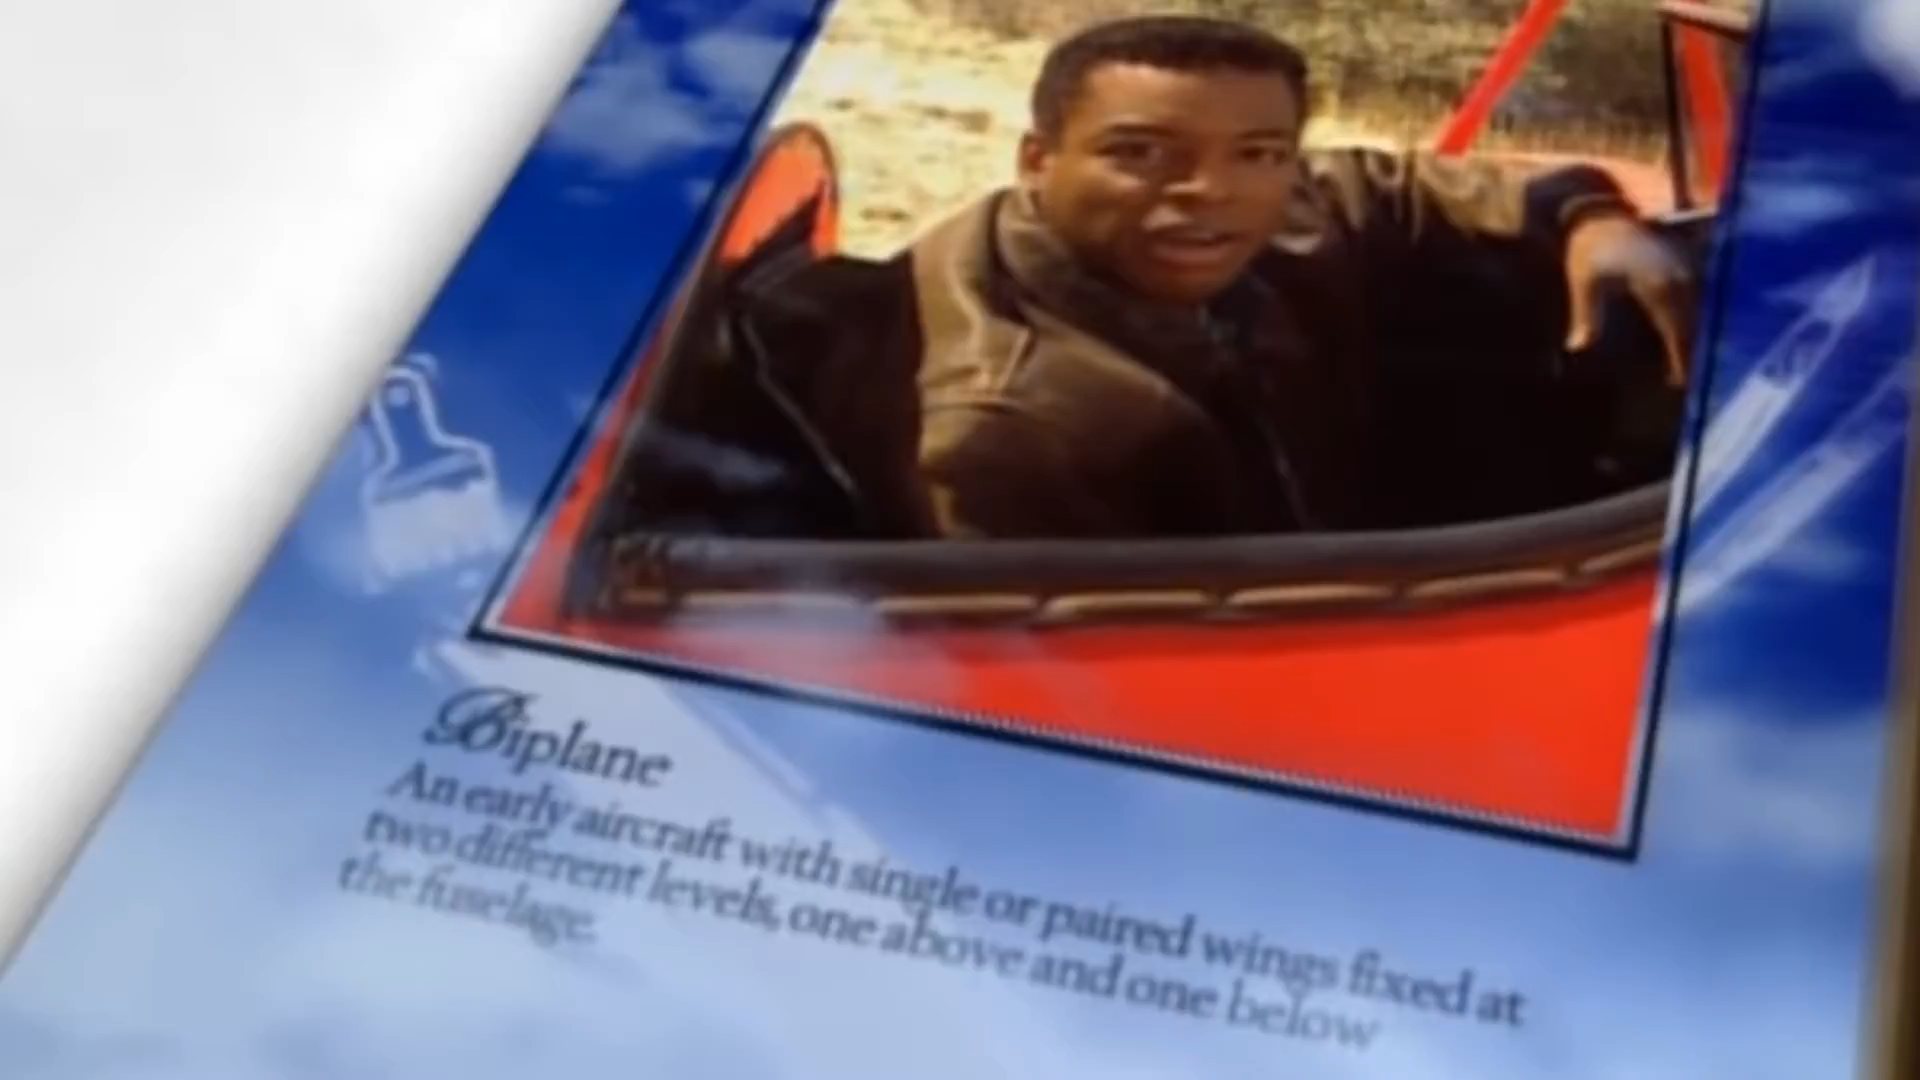 Biplane
An early aircraft with single or paired wings fixed at
two different levels, one above and one below
the fuselage.